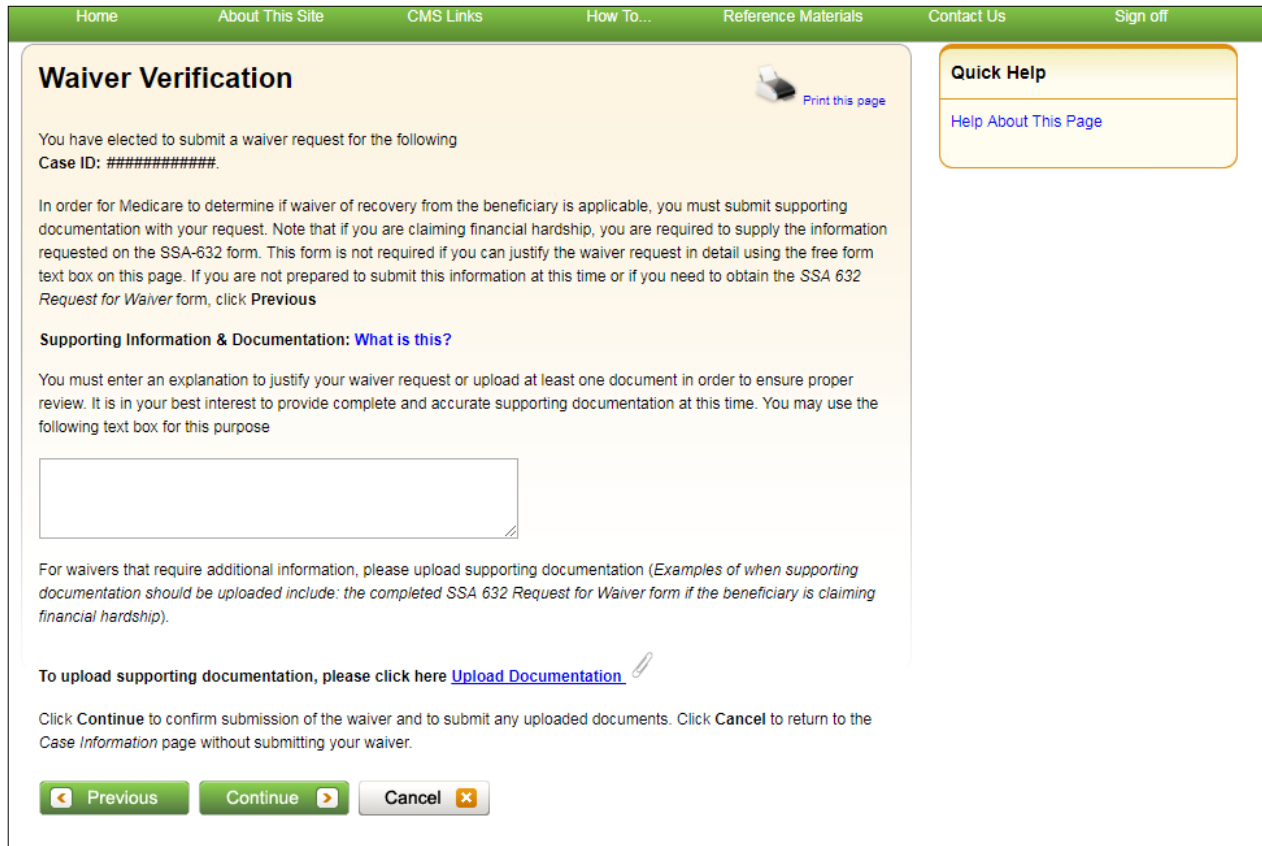 Home About This Site CMS Links How To... Reference Materials Contact Us Sign off
Waiver Verification
Print this page
You have elected to submit a waiver request for the following
Case ID: ############.
In order for Medicare to determine if waiver of recovery from the beneficiary is applicable, you must submit supporting
documentation with your request. Note that if you are claiming financial hardship, you are required to supply the information
requested on the SSA-632 form. This form is not required if you can justify the waiver request in detail using the free form
text box on this page. If you are not prepared to submit this information at this time or if you need to obtain the SSA 632
Request for Waiver form, click Previous
Supporting Information & Documentation: What is this?
You must enter an explanation to justify your waiver request or upload at least one document in order to ensure proper
review. It is in your best interest to provide complete and accurate supporting documentation at this time. You may use the
following text box for this purpose
For waivers that require additional information, please upload supporting documentation (Examples of when supporting
documentation should be uploaded include: the completed SSA 632 Request for Waiver form if the beneficiary is claiming
financial hardship).
To upload supporting documentation, please click here Upload Documentation
Click Continue to confirm submission of the waiver and to submit any uploaded documents. Click Cancel to return to the
Case Information page without submitting your waiver.
Previous Continue Cancel
Quick Help
Help About This Page